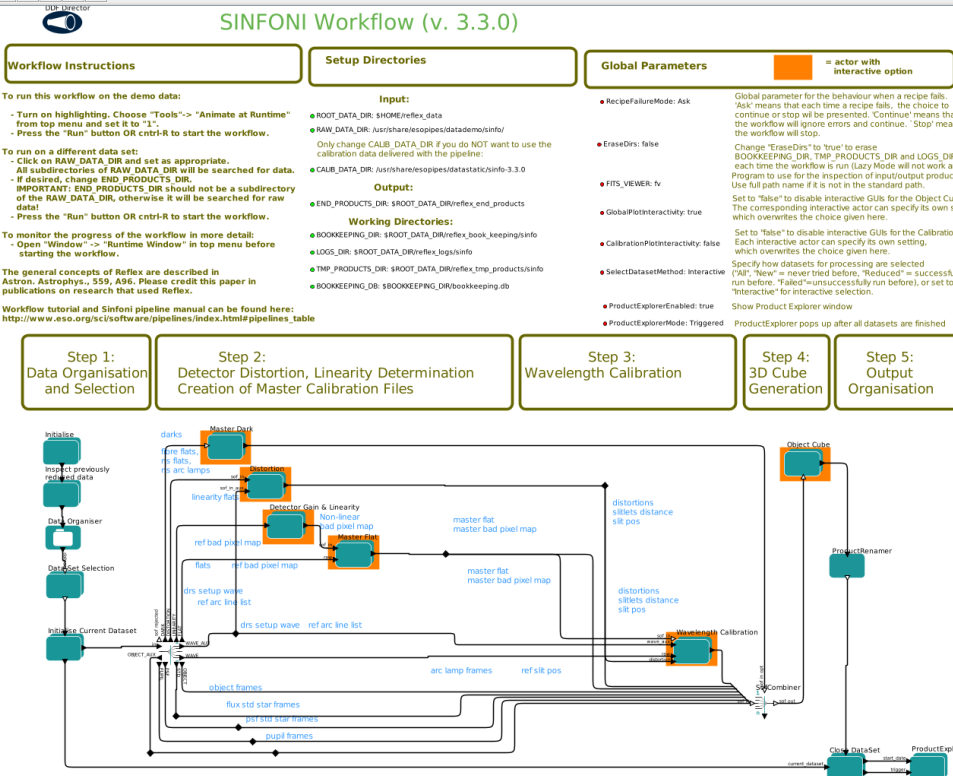 DDF Director
SINFONI Workflow (v. 3.3.0)
Workflow Instructions
To run this workflow on the demo data:
- Turn on highlighting. Choose "Tools"-> "Animate at Runtime"
from top menu and set it to "1".
- Press the "Run" button OR cntrl-R to start the workflow.
To run on a different data set:
- Click on RAW_DATA_DIR and set as appropriate.
All subdirectories of RAW_DATA_DIR will be searched for data.
- If desired, change END_PRODUCTS_DIR.
IMPORTANT: END_PRODUCTS_DIR should not be a subdirectory
of the RAW_DATA_DIR, otherwise it will be searched for raw
data!
- Press the "Run" button OR cntrl-R to start the workflow.
To monitor the progress of the workflow in more detail:
- Open "Window" -> "Runtime Window" in top menu before
starting the workflow.
The general concepts of Reflex are described in
Astron. Astrophys., 559, A96. Please credit this paper in
publications on research that used Reflex.
Workflow tutorial and Sinfoni pipeline manual can be found here:
http://www.eso.org/sci/software/pipelines/index.html#pipelines_table
Setup Directories
Input:
ROOT_DATA_DIR: $HOME/reflex_data
RAW_DATA_DIR: /usr/share/esopipes/datademo/sinfo/
Only change CALIB_DATA_DIR if you do NOT want to use the
calibration data delivered with the pipeline:
CALIB_DATA_DIR: /usr/share/esopipes/datastatic/sinfo-3.3.0
Output:
END_PRODUCTS_DIR: $ROOT_DATA_DIR/reflex_end_products
Working Directories:
BOOKKEEPING_DIR: $ROOT_DATA_DIR/reflex_book_keeping/sinfo
LOGS_DIR: $ROOT_DATA_DIR/reflex_logs/sinfo
TMP_PRODUCTS_DIR: $ROOT_DATA_DIR/reflex_tmp_products/sinfo
BOOKKEEPING_DB: $BOOKKEEPING_DIR/bookkeeping.db
Global Parameters
= actor with
interactive option
RecipeFailureMode: Ask
EraseDirs: false
FITS_VIEWER: fv
GlobalPlotInteractivity: true
CalibrationPlotInteractivity: false
SelectDatasetMethod: Interactive
ProductExplorerEnabled: true
ProductExplorerMode: Triggered
Global parameter for the behaviour when a recipe fails.
'Ask' means that each time a recipe fails, the choice to
continue or stop wil be presented. 'Continue' means tha
the workflow will ignore errors and continue. `Stop' mea
the workflow will stop.
Change "EraseDirs" to 'true' to erase
BOOKKEEPING_DIR, TMP_PRODUCTS and LOGS_DIR
each time the workflow is run (Lazy Mode will not work a
Program to use for the inspection of input/output produc
Use full path name if it is not in the standard path.
Set to "false" to disable interactive GUIs for the Object Cu
The corresponding interactive actor can specify its own s
which overwrites the choice given here.
Set to "false" to disable interactive GUIs for the Calibratio
Each interactive actor can specify its own setting,
which overwrites the choice given here.
Specify how datasets for processing are selected
("All", "New" = never tried before, "Reduced" = successfu
run before. "Failed"=unsuccessfully run before), or set to
"Interactive" for interactive selection.
Show Product Explorer window
ProductExplorer pops up after all datasets are finished
Step 1:
Data Organisation
and Selection
Step 2:
Detector Distortion, Linearity Determination
Creation of Master Calibration Files
Step 3:
Wavelength Calibration
Step 4:
3D Cube
Generation
Step 5:
Output
Organisation
Initialise
Inspect previously
reduced data
Data Organiser
Data Set Selection
Initialise Current Dataset
darks
fibre flats,
ns flats,
ns arc lamps
Master Dark
Distortion
linearity flats
Detector Gain & Linearity
Non-linear
bad pixel map
ref bad pixel map
Master Flat
flats ref bad pixel map
drs setup wave
ref arc line list
drs setup wave ref arc line list
master flat
master bad pixel map
master flat
master bad pixel map
distortions
slitlets distance
slit pos
distortions
slitlets distance
slit pos
Wavelength Calibration
arc lamp frames ref slit pos
OBJECT_AUX
WAVE_AUX
WAVE
object frames
flux std star frames
psf std star frames
pupil frames
SofCombiner
sof_out
Object Cube
ProductRenamer
Close DataSet
current_dataset
start_date
trigger
ProductExpl